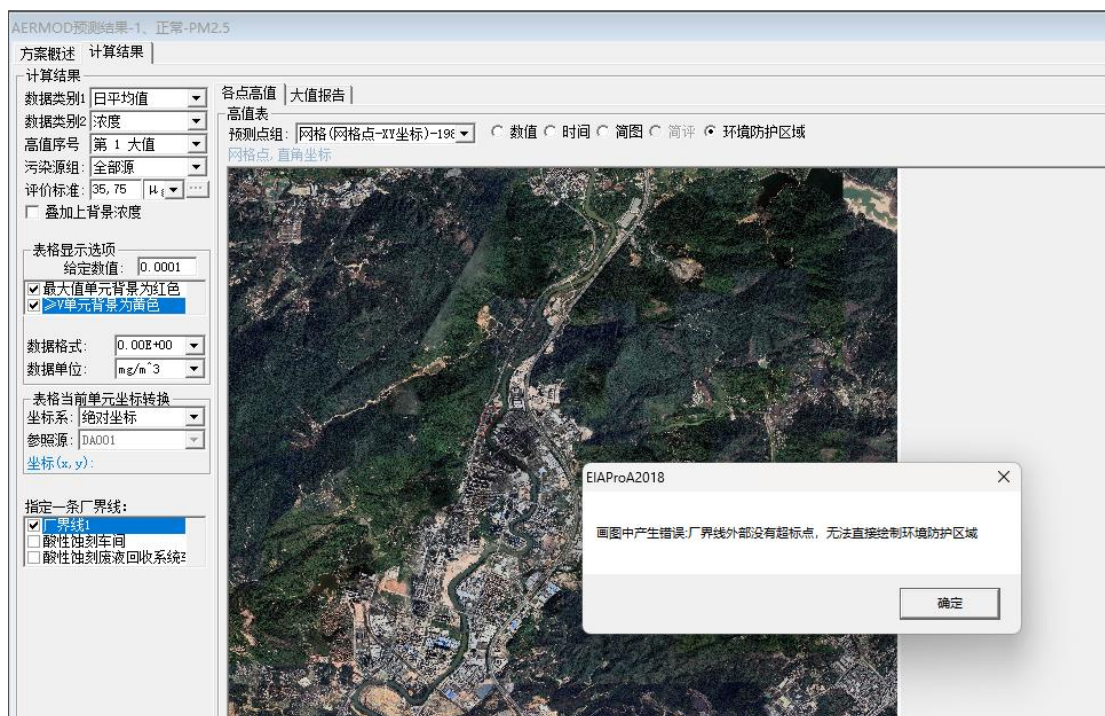 AERMOD预测结果-1、正常-PM2.5
方案概述 计算结果
计算结果
数据类别1 日平均值
数据类别2: 浓度
高值序号 第 1 大值
污染源组: 全部源
评价标准: 35,75
叠加上背景浓度
表格显示选项
给定数值: 0.0001
最大值单元背景为红色
≥V单元背景为黄色
数据格式: 0.00E+00
数据单位: mg/m^3
表格当前单元坐标转换
坐标系: 绝对坐标
参照源: DA001
坐标(x,y):
指定一条厂界线:
厂界线1
酸性蚀刻车间
酸性蚀刻废液回收系统
各点高值 大值报告
高值表
预测点组: 网格(网格点-XY坐标)-198
数值 时间 简图 简评 环境防护区域
网格点,直角坐标
EIAProA2018
画图中产生错误:厂界线外部没有超标点，无法直接绘制环境防护区域
确定